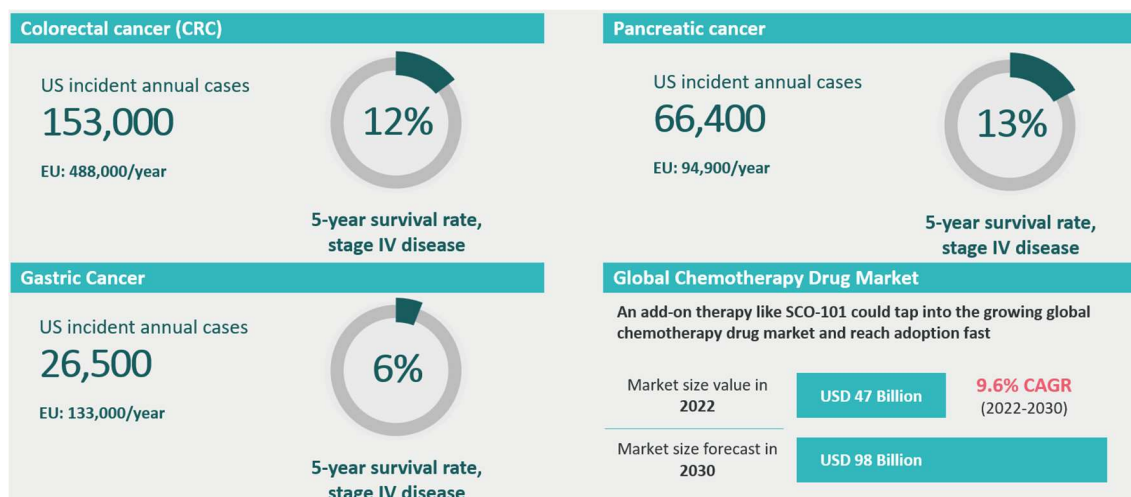 Colorectal cancer (CRC)
US incident annual cases
153,000
EU: 488,000/year
12%
5-year survival rate,
stage IV disease
Pancreatic cancer
US incident annual cases
66,400
EU: 94,900/year
13%
5-year survival rate,
stage IV disease
Gastric Cancer
US incident annual cases
26,500
EU: 133,000/year
6%
5-year survival rate,
stage IV disease
Global Chemotherapy Drug Market
An add-on therapy like SCO-101 could tap into the growing global
chemotherapy drug market and reach adoption fast
Market size value in
2022
USD 47 Billion
9.6% CAGR
(2022-2030)
Market size forecast in
2030
USD 98 Billion